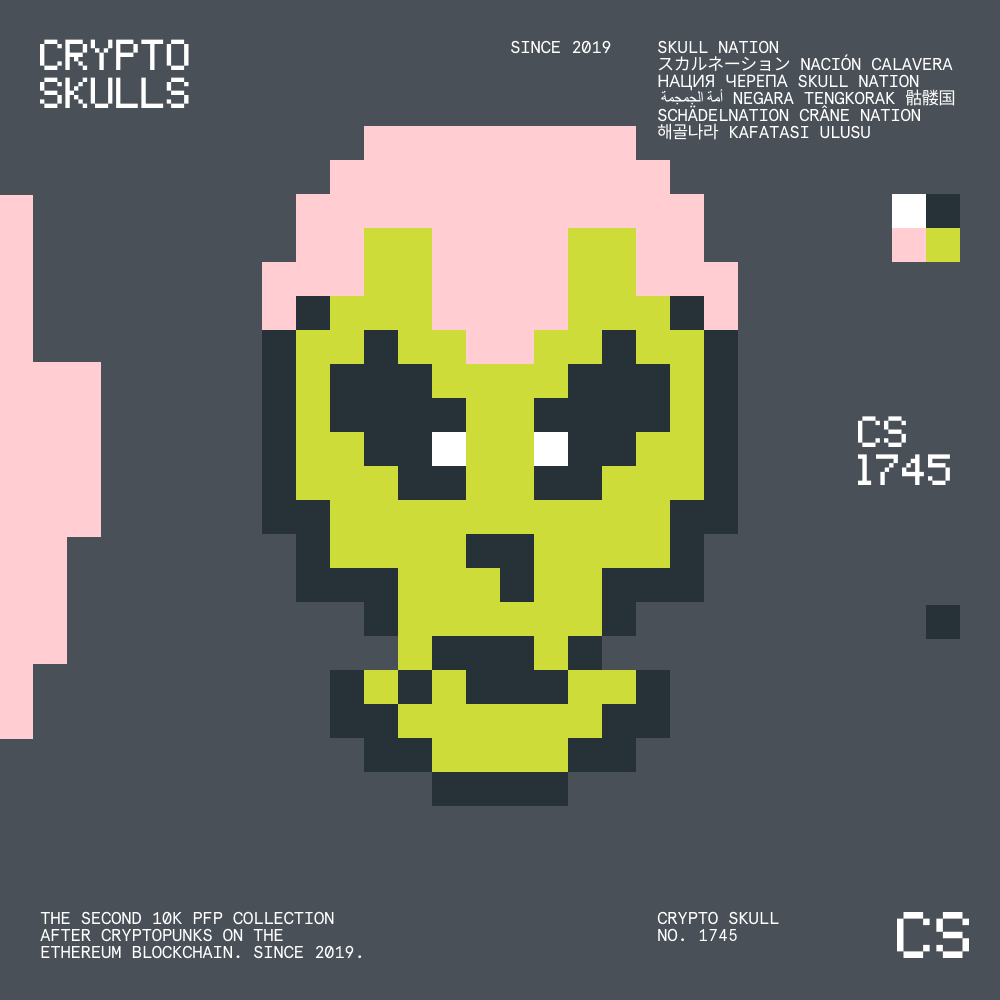 CRYPTO
SKULLS
SINCE 2019
SKULL NATION
スカルネーション NACIÓN CALAVERA
НАЦИЯ ЧЕРЕПА SKULL NATION
أمة الجمجمة NEGARA TENGKORAK 骷髅国
SCHÄDELNATION CRÂNE NATION
해골나라 KAFATASI ULUSU
CS
1745
THE SECOND 10K PFP COLLECTION
AFTER CRYPTOPUNKS ON THE
ETHEREUM BLOCKCHAIN. SINCE 2019.
CRYPTO SKULL
NO. 1745
CS